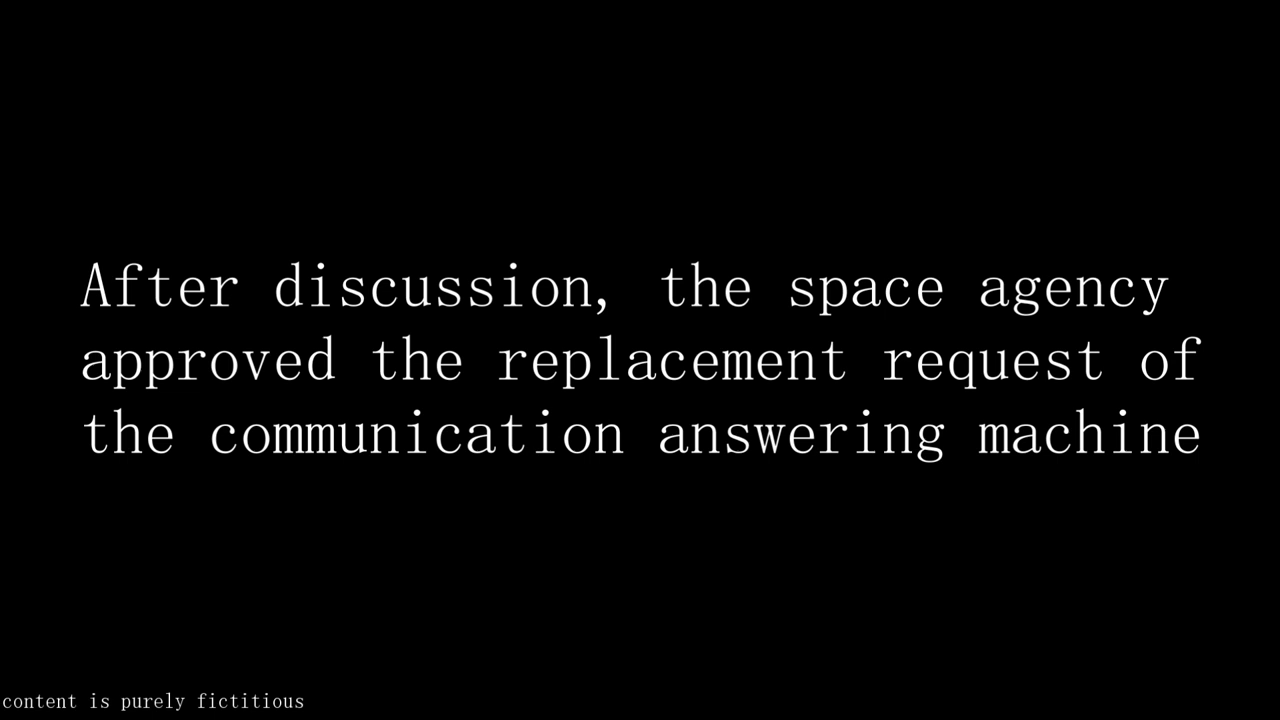 After discussion, the space agency
approved the replacement request of
the communication answering machine
content is purely fictitious